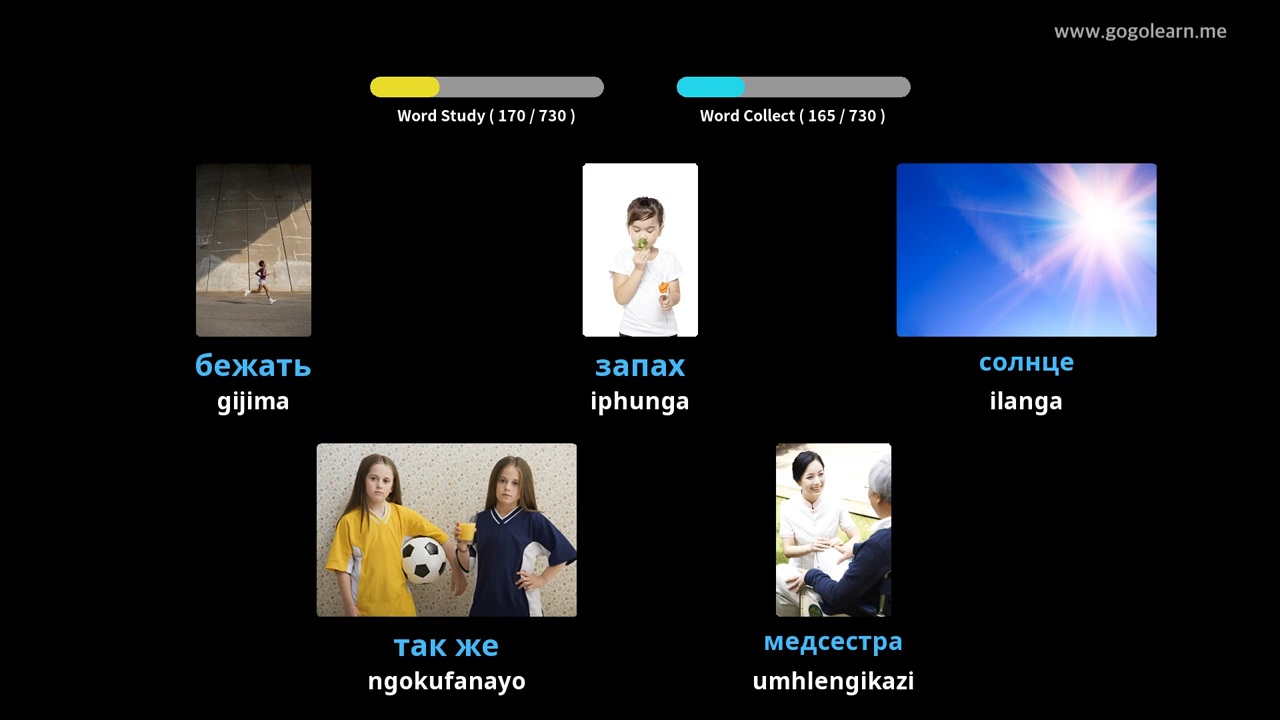 www.gogolearn.me
Word Study ( 170 / 730 )
Word Collect ( 165 / 730 )
бежать
gijima
запах
iphunga
солнце
ilanga
так же
ngokufanayo
медсестра
umhlengikazi